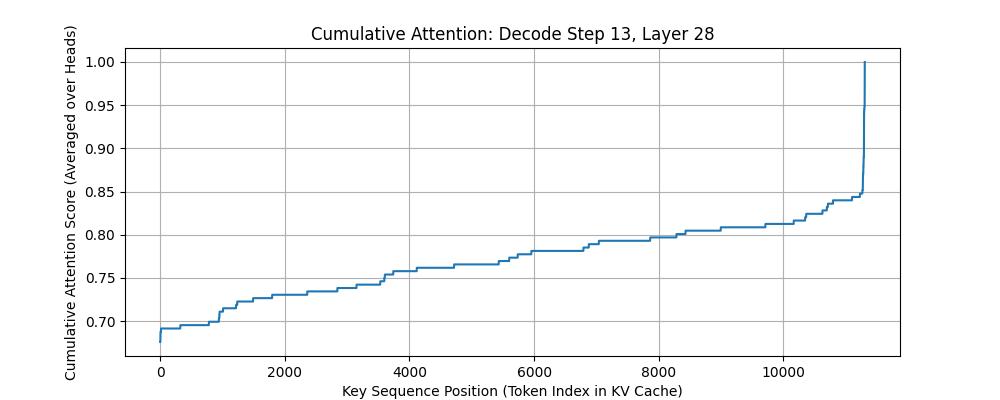 Cumulative Attention: Decode Step 13, Layer 28
Cumulative Attention Score (Averaged over Heads)
1.00
0.95
0.90
0.85
0.80
0.75
0.70
0 2000 4000 6000 8000 10000
Key Sequence Position (Token Index in KV Cache)